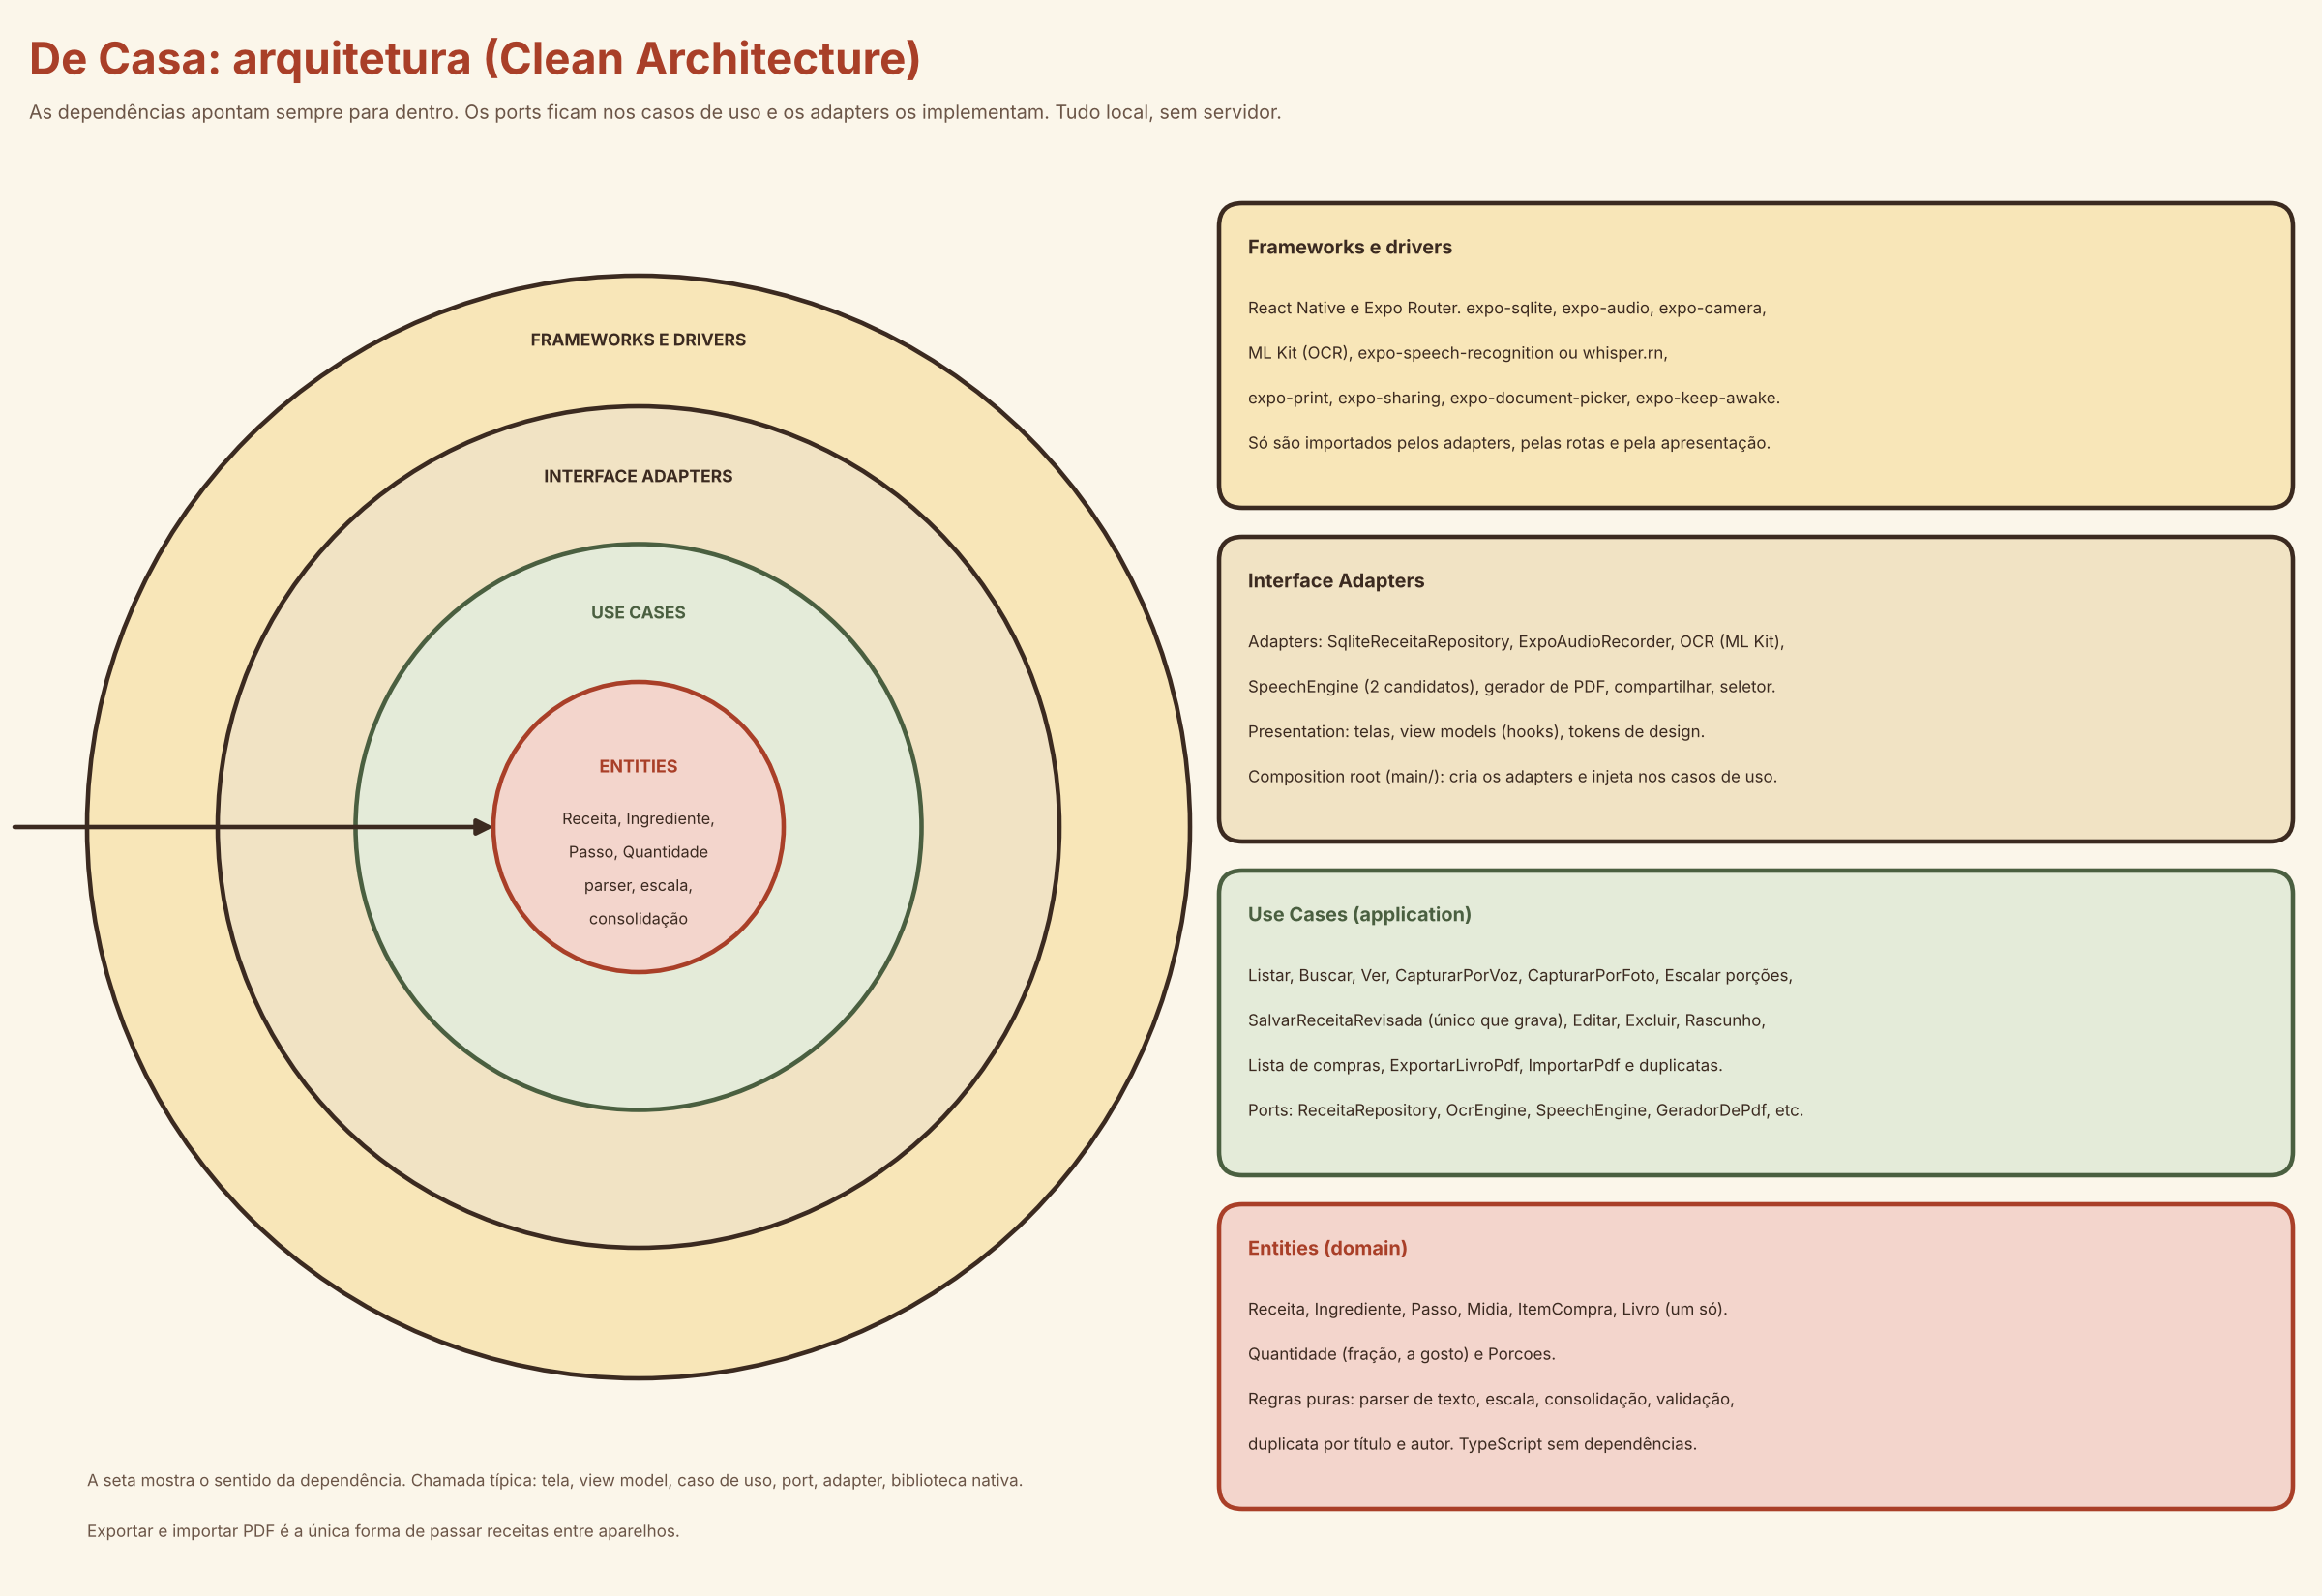 De Casa: arquitetura (Clean Architecture)
As dependências apontam sempre para dentro. Os ports ficam nos casos de uso e os adapters os implementam. Tudo local, sem servidor.
FRAMEWORKS E DRIVERS
INTERFACE ADAPTERS
USE CASES
ENTITIES
Receita, Ingrediente,
Passo, Quantidade
parser, escala,
consolidação
Frameworks e drivers
React Native e Expo Router. expo-sqlite, expo-audio, expo-camera,
ML Kit (OCR), expo-speech-recognition ou whisper.rn,
expo-print, expo-sharing, expo-document-picker, expo-keep-awake.
Só são importados pelos adapters, pelas rotas e pela apresentação.
Interface Adapters
Adapters: SqliteReceitaRepository, ExpoAudioRecorder, OCR (ML Kit),
SpeechEngine (2 candidatos), gerador de PDF, compartilhar, seletor.
Presentation: telas, view models (hooks), tokens de design.
Composition root (main/): cria os adapters e injeta nos casos de uso.
Use Cases (application)
Listar, Buscar, Ver, CapturarPorVoz, CapturarPorFoto, Escalar porções,
SalvarReceitaRevisada (único que grava), Editar, Excluir, Rascunho,
Lista de compras, ExportarLivroPdf, ImportarPdf e duplicatas.
Ports: ReceitaRepository, OcrEngine, SpeechEngine, GeradorDePdf, etc.
Entities (domain)
Receita, Ingrediente, Passo, Midia, ItemCompra, Livro (um só).
Quantidade (fração, a gosto) e Porcoes.
Regras puras: parser de texto, escala, consolidação, validação,
duplicata por título e autor. TypeScript sem dependências.
A seta mostra o sentido da dependência. Chamada típica: tela, view model, caso de uso, port, adapter, biblioteca nativa.
Exportar e importar PDF é a única forma de passar receitas entre aparelhos.